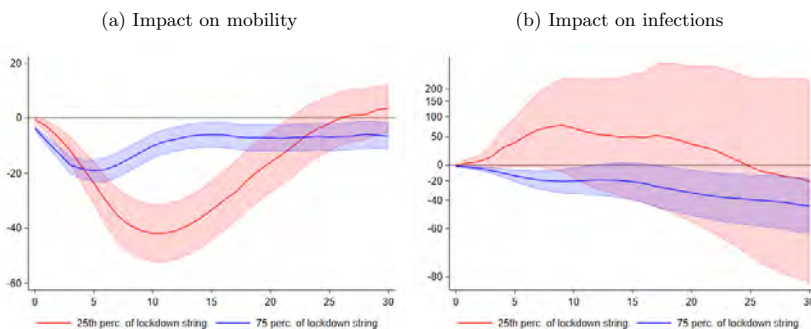 (a) Impact on mobility
(b) Impact on infections
20
0
-20
-40
-60
0 5 10 15 20 25 30
25th perc. of lockdown string 75 perc. of lockdown string
200
150
100
50
0
-20
-40
-60
-80
0 5 10 15 20 25 30
25th perc. of lockdown string 75 perc. of lockdown string